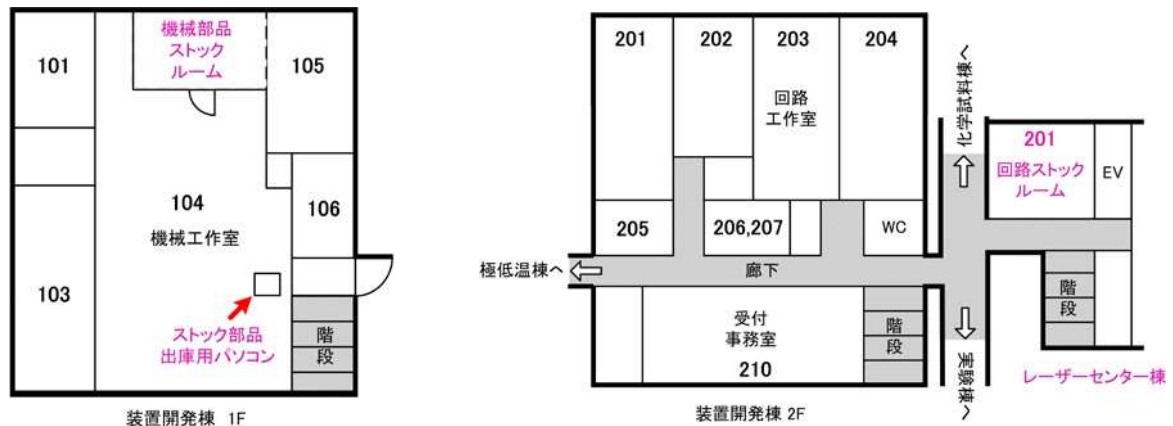 101
機械部品
ストック
ルーム
105
104
機械工作室
106
103
ストック部品
出庫用パソコン
階
段
装置開発棟 1F
201
202
203
204
回路
工作室
205
206,207
WC
極低温棟へ
廊下
受付
事務室
210
階
段
装置開発棟 2F
化学試料棟へ
実験棟へ
201
回路ストック
ルーム
EV
階
段
レーザーセンター棟